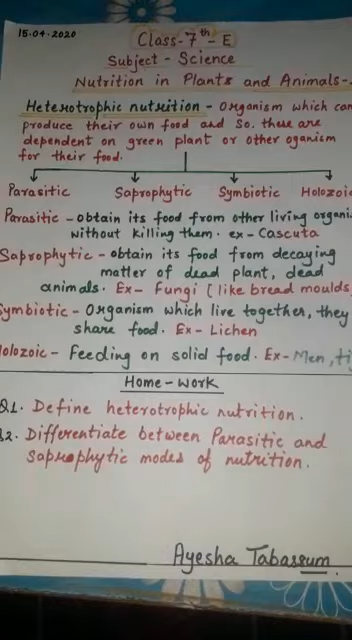 15.04.2020
Class-7th-E
Subject - Science
Nutrition in Plants and Animals-
Heterotrophic nutrition - Organism which can
produce their own food and so. these are
dependent on green plant or other oganism
for their food.
Parasitic Saprophytic Symbiotic Holozoic
Parasitic - obtain its food from other living organi
without killing them. ex- Cascuta
Saprophytic - obtain its food from decaying
matter of dead plant, dead
animals. Ex- Fungi (like bread moulds
Symbiotic - Organism which live together, they
share food. Ex- Lichen
Holozoic - Feeding on solid food. Ex- Men, ti
Home-Work
Q1. Define heterotrophic nutrition.
Q2. Differentiate between Parasitic and
saprophytic modes of nutrition.
Ayesha Tabassum